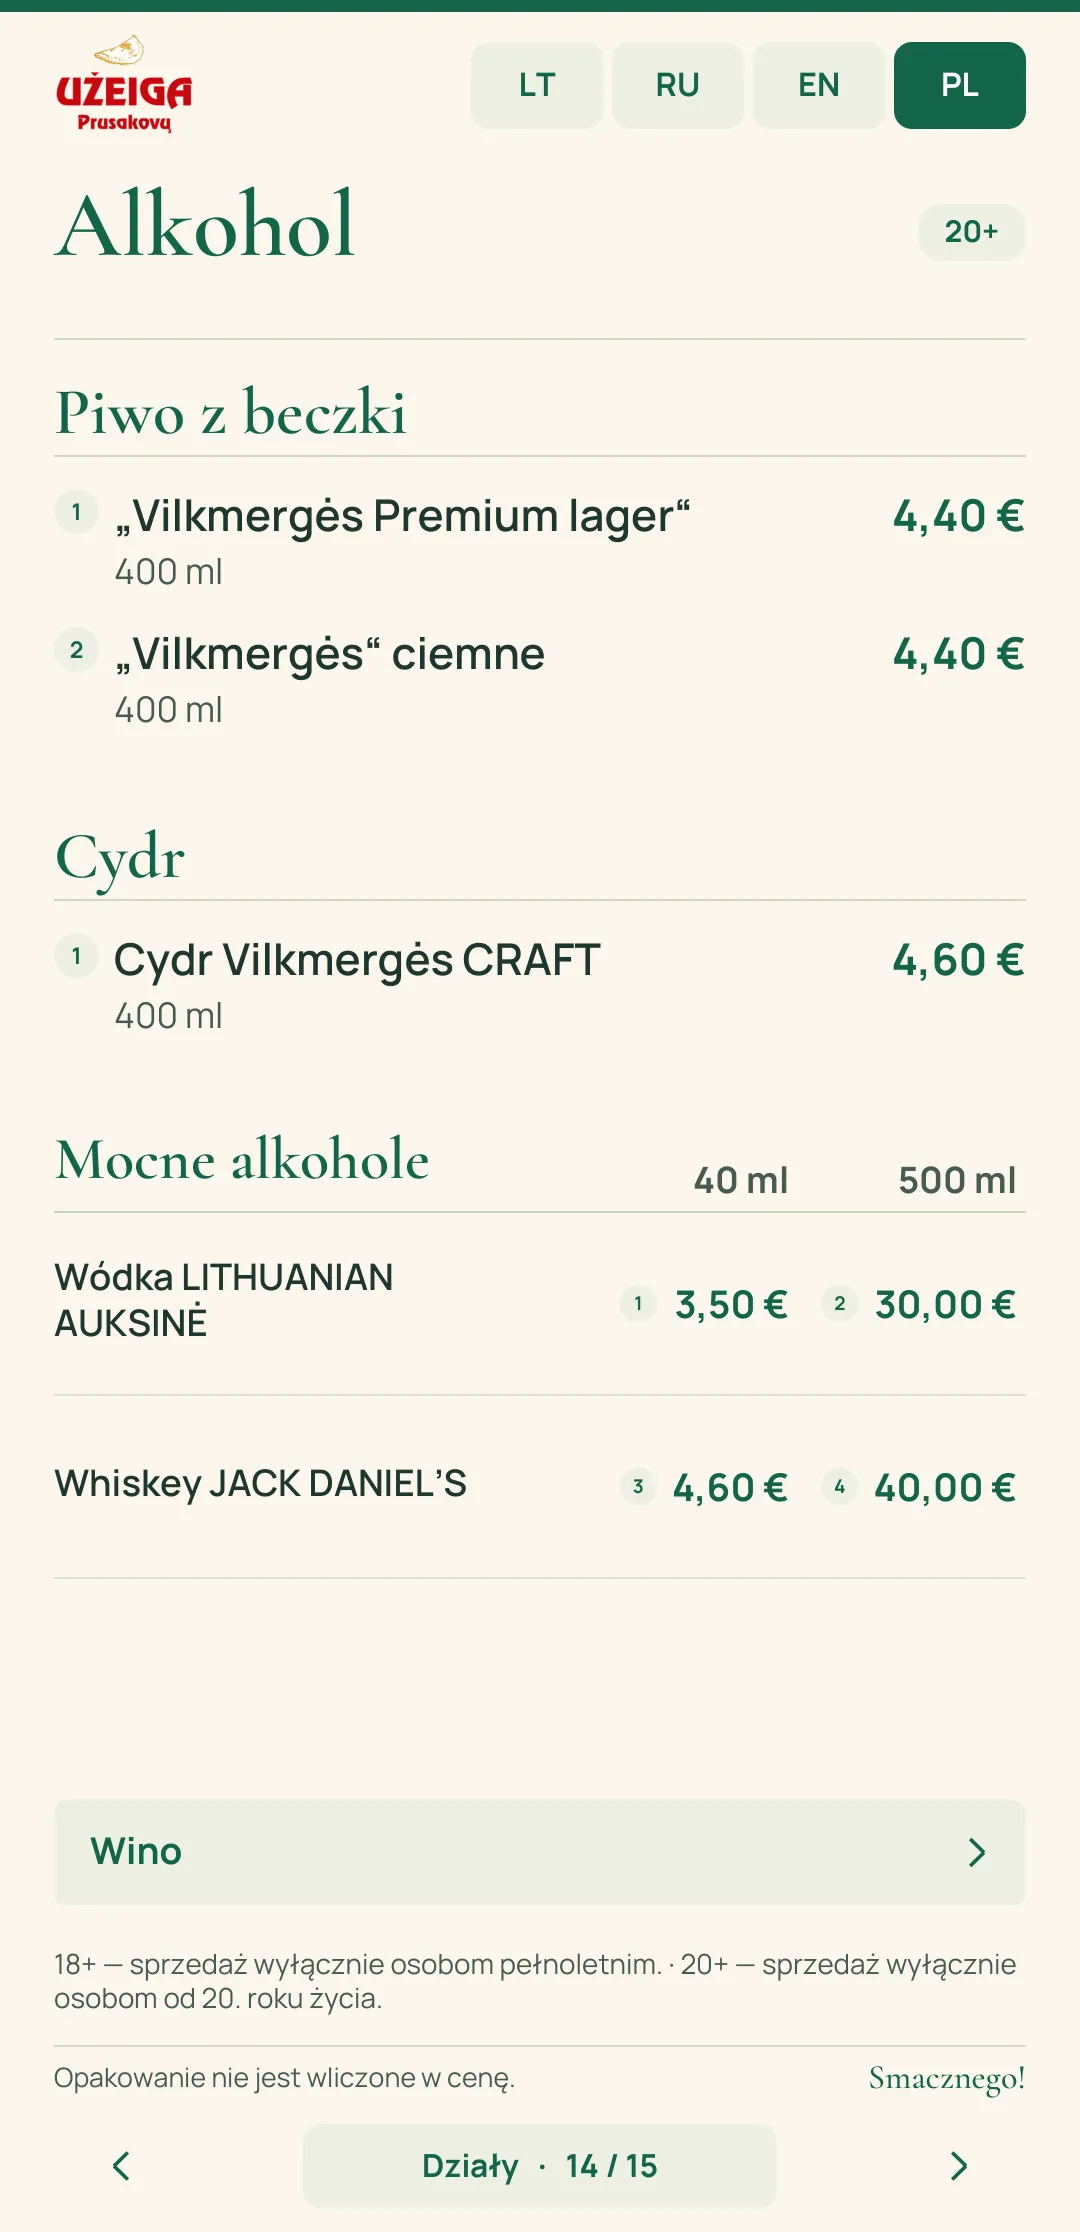 UŽEIGA
Prusakovų
LT
RU
EN
PL
Alkohol
20+
Piwo z beczki
1 „Vilkmergės Premium lager“ 4,40 €
400 ml
2 „Vilkmergės“ ciemne 4,40 €
400 ml
Cydr
1 Cydr Vilkmergės CRAFT 4,60 €
400 ml
Mocne alkohole 40 ml 500 ml
Wódka LITHUANIAN
AUKSINĖ
1 3,50 € 2 30,00 €
Whiskey JACK DANIEL’S 3 4,60 € 4 40,00 €
Wino
18+ — sprzedaż wyłącznie osobom pełnoletnim. · 20+ — sprzedaż wyłącznie
osobom od 20. roku życia.
Opakowanie nie jest wliczone w cenę. Smacznego!
Działy · 14 / 15